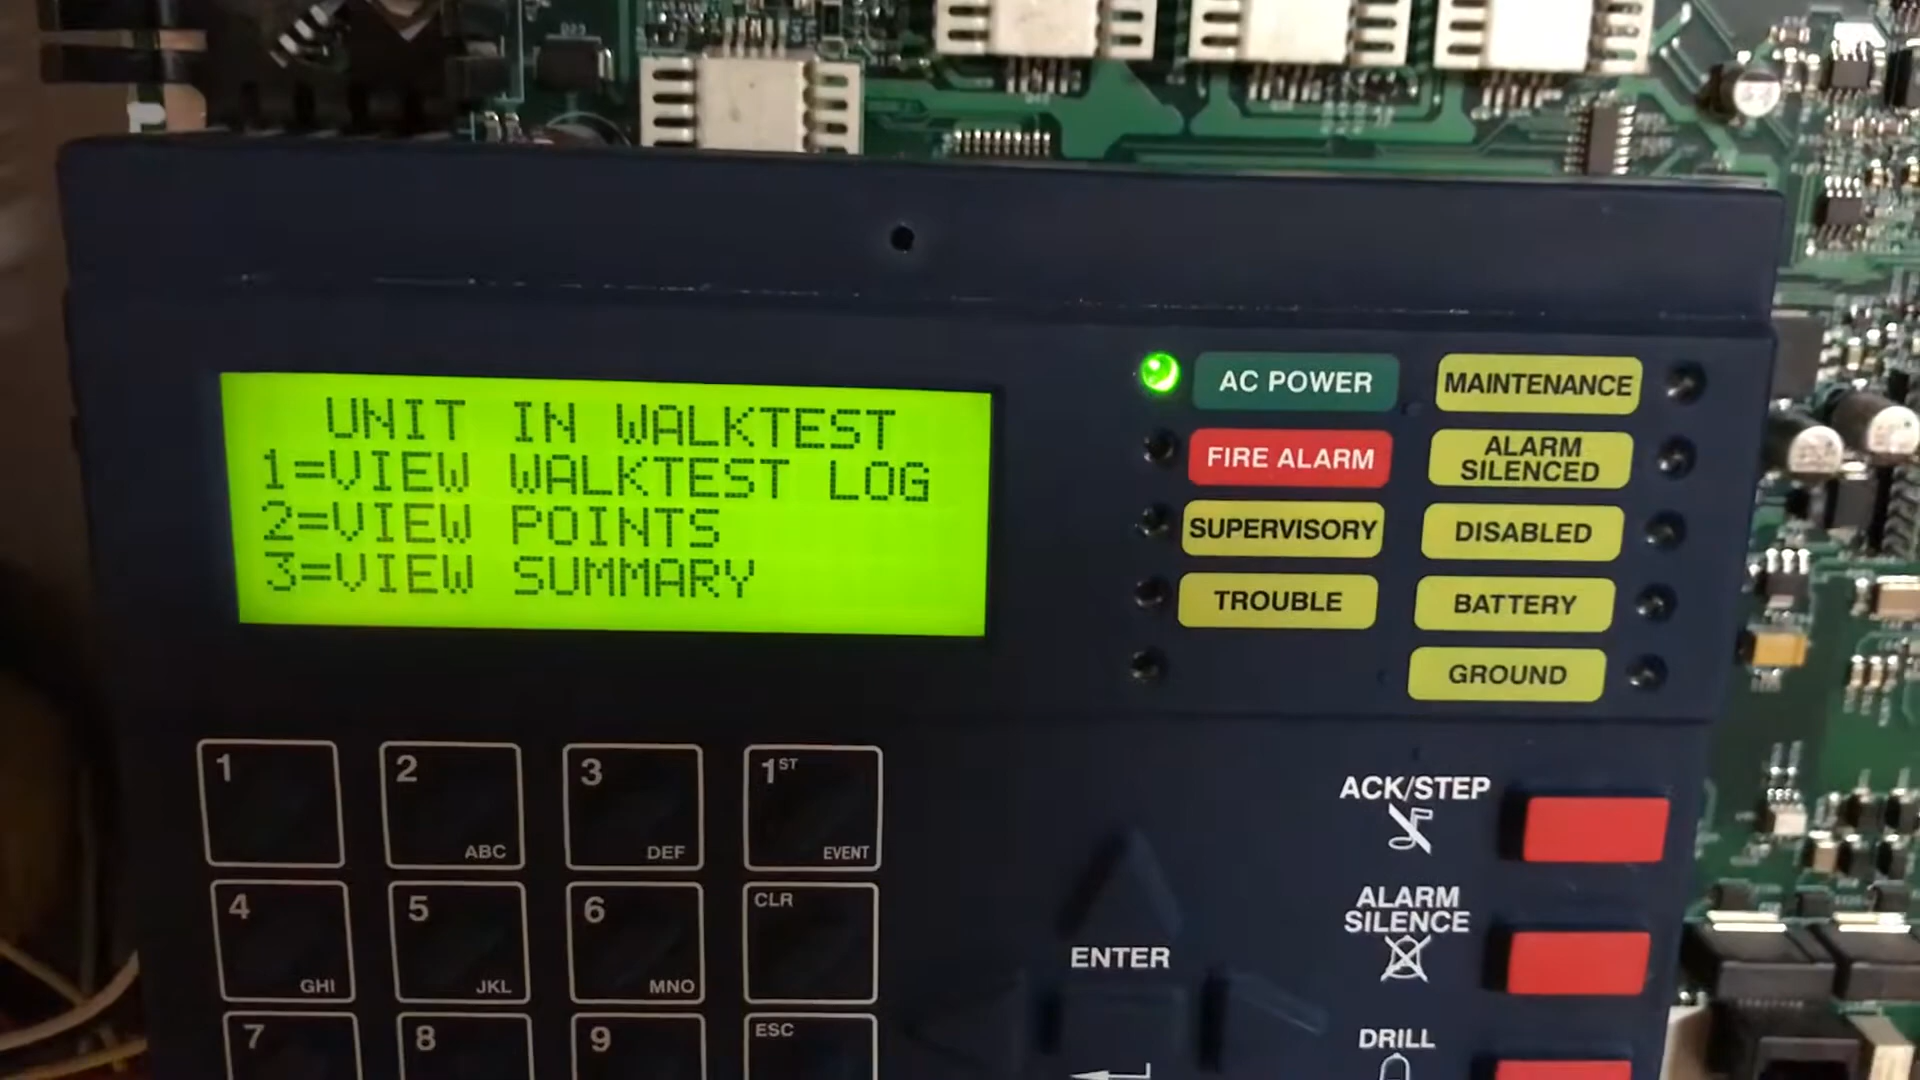 UNIT IN WALKTEST
1=VIEW WALKTEST LOG
2=VIEW POINTS
3=VIEW SUMMARY
AC POWER
FIRE ALARM
SUPERVISORY
TROUBLE
MAINTENANCE
ALARM
SILENCED
DISABLED
BATTERY
GROUND
1
2
ABC
3
DEF
1ST
EVENT
4
GHI
5
JKL
6
MNO
CLR
7
8
9
ESC
ENTER
ACK/STEP
ALARM
SILENCE
DRILL